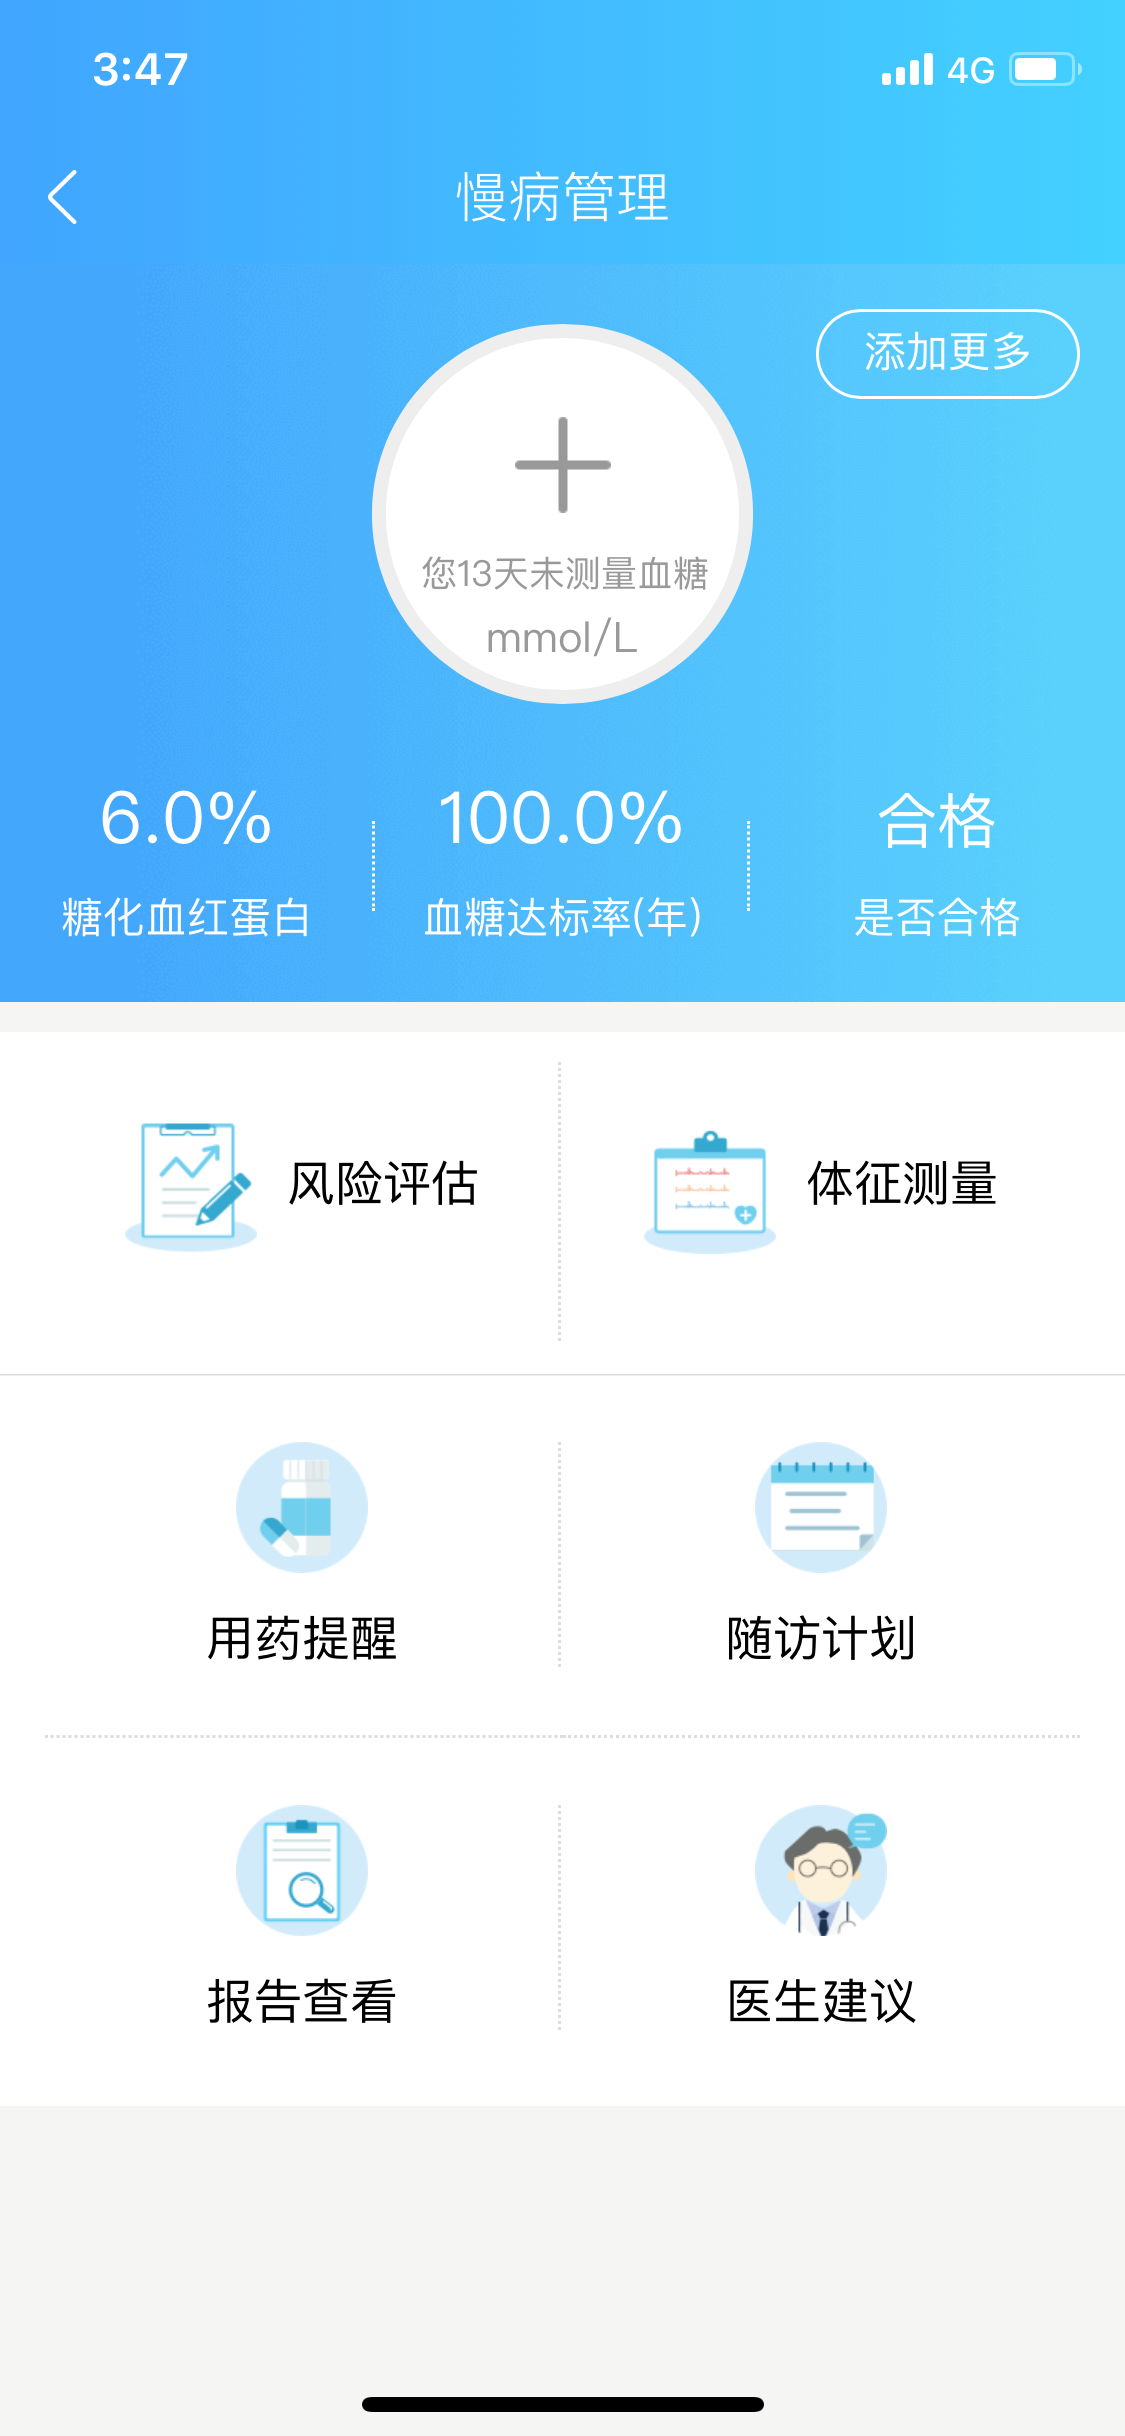 3:47
4G
慢病管理
添加更多
您13天未测量血糖
mmol/L
6.0%
100.0%
合格
糖化血红蛋白
血糖达标率(年)
是否合格
风险评估
体征测量
用药提醒
随访计划
报告查看
医生建议